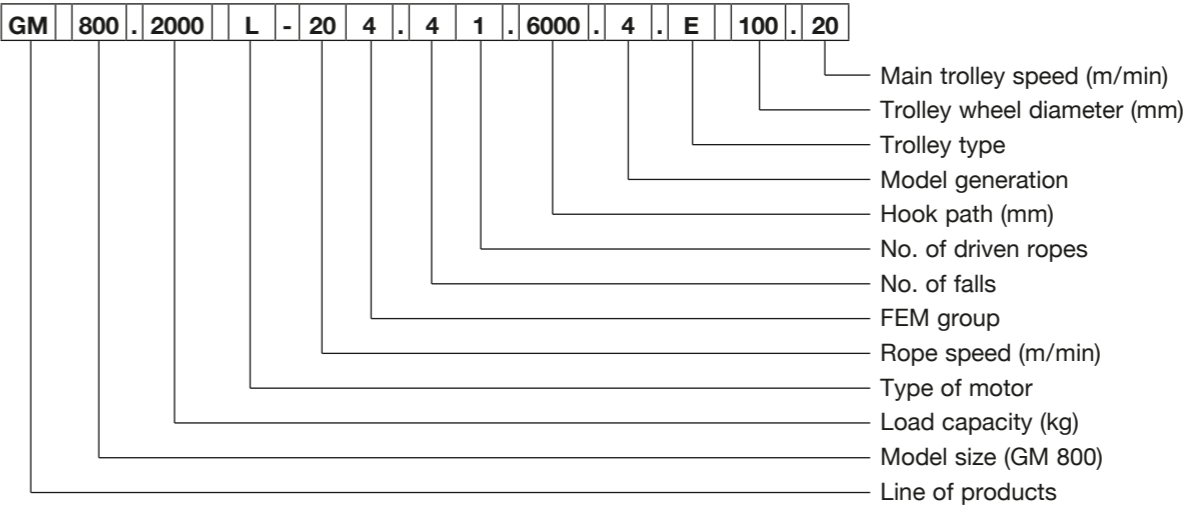 GM 800 . 2000 L - 20 4 . 4 1 . 6000 . 4 . E 100 . 20
Main trolley speed (m/min)
Trolley wheel diameter (mm)
Trolley type
Model generation
Hook path (mm)
No. of driven ropes
No. of falls
FEM group
Rope speed (m/min)
Type of motor
Load capacity (kg)
Model size (GM 800)
Line of products